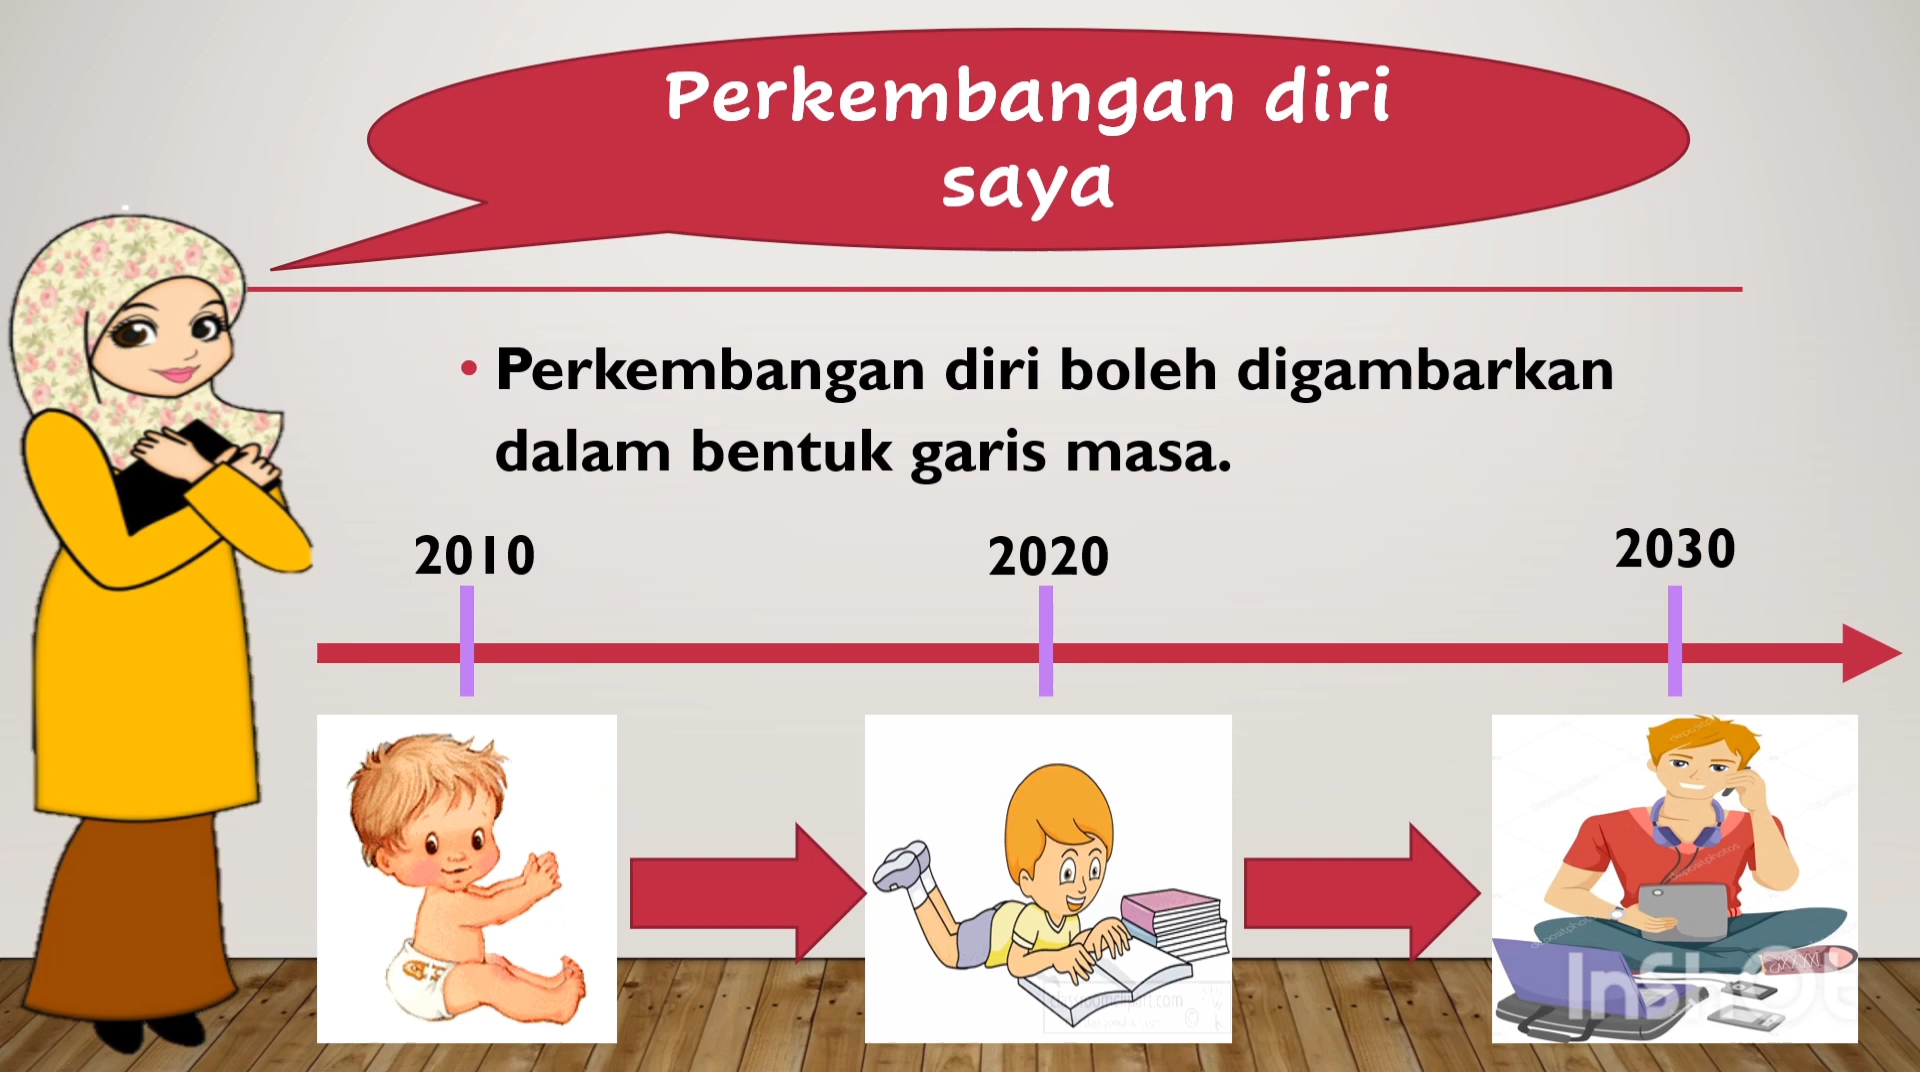 Perkembangan diri
saya
• Perkembangan diri boleh digambarkan
dalam bentuk garis masa.
2010
2020
2030
InShOt